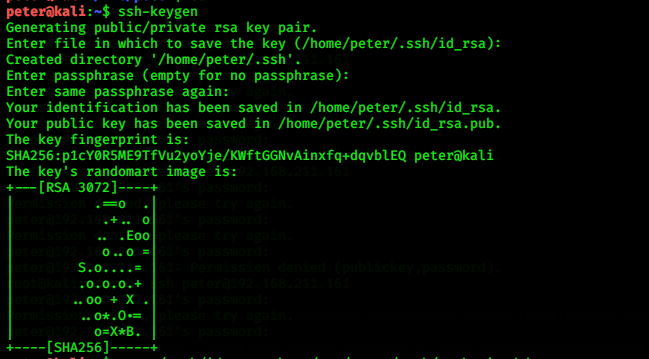 peter@kali:~$ ssh-keygen
Generating public/private rsa key pair.
Enter file in which to save the key (/home/peter/.ssh/id_rsa):
Created directory '/home/peter/.ssh'.
Enter passphrase (empty for no passphrase):
Enter same passphrase again:
Your identification has been saved in /home/peter/.ssh/id_rsa.
Your public key has been saved in /home/peter/.ssh/id_rsa.pub.
The key fingerprint is:
SHA256:p1cY0R5ME9TfVu2yoYje/KWftGGNvAinxfq+dqvblEQ peter@kali
The key's randomart image is:
+---[RSA 3072]----+
|          .==o  .|
|           .+.. o|
|          .. .Eoo|
|           o..o =|
|        S.o....= |
|        .o.o.o.+ |
|       ..oo + X .|
|        ..o*.O+= |
|          o=X*B. |
+----[SHA256]-----+